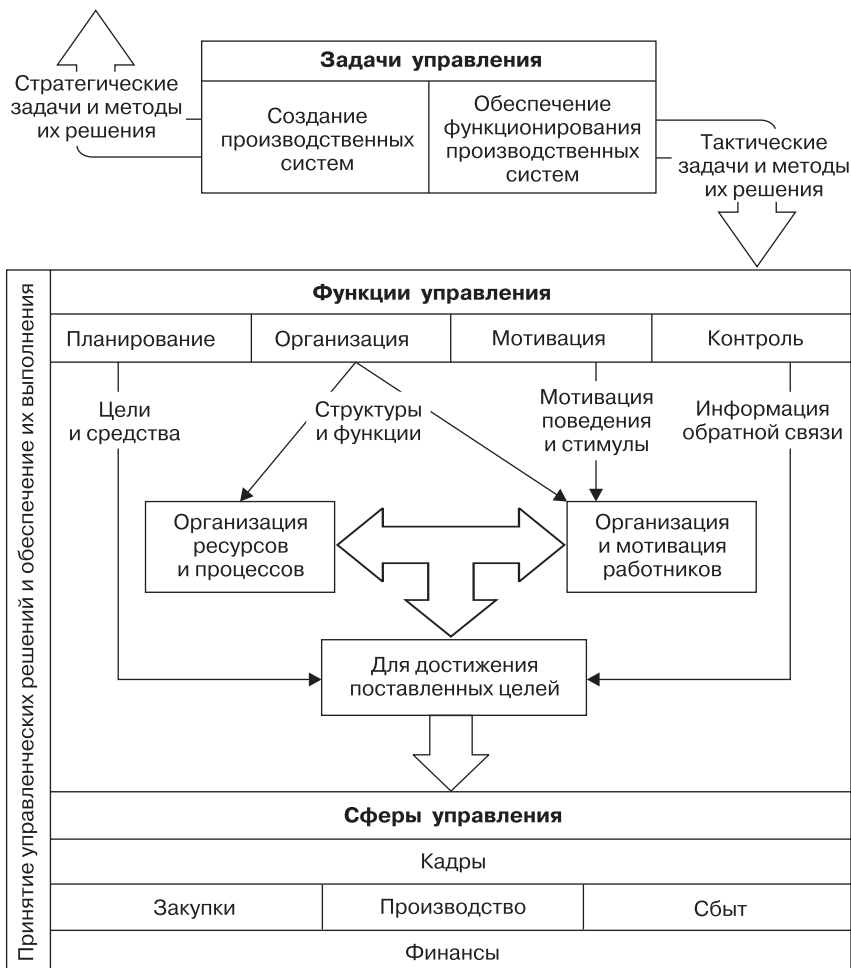 Задачи управления
Стратегические
задачи и методы
их решения
Создание
производственных
систем
Обеспечение
функционирования
производственных
систем
Тактические
задачи и методы
их решения
Принятие управленческих решений и обеспечение их выполнения
Функции управления
Планирование
Организация
Мотивация
Контроль
Цели
и средства
Структуры
и функции
Мотивация
поведения
и стимулы
Информация
обратной связи
Организация
ресурсов
и процессов
Организация
и мотивация
работников
Для достижения
поставленных целей
Сферы управления
Кадры
Закупки
Производство
Сбыт
Финансы